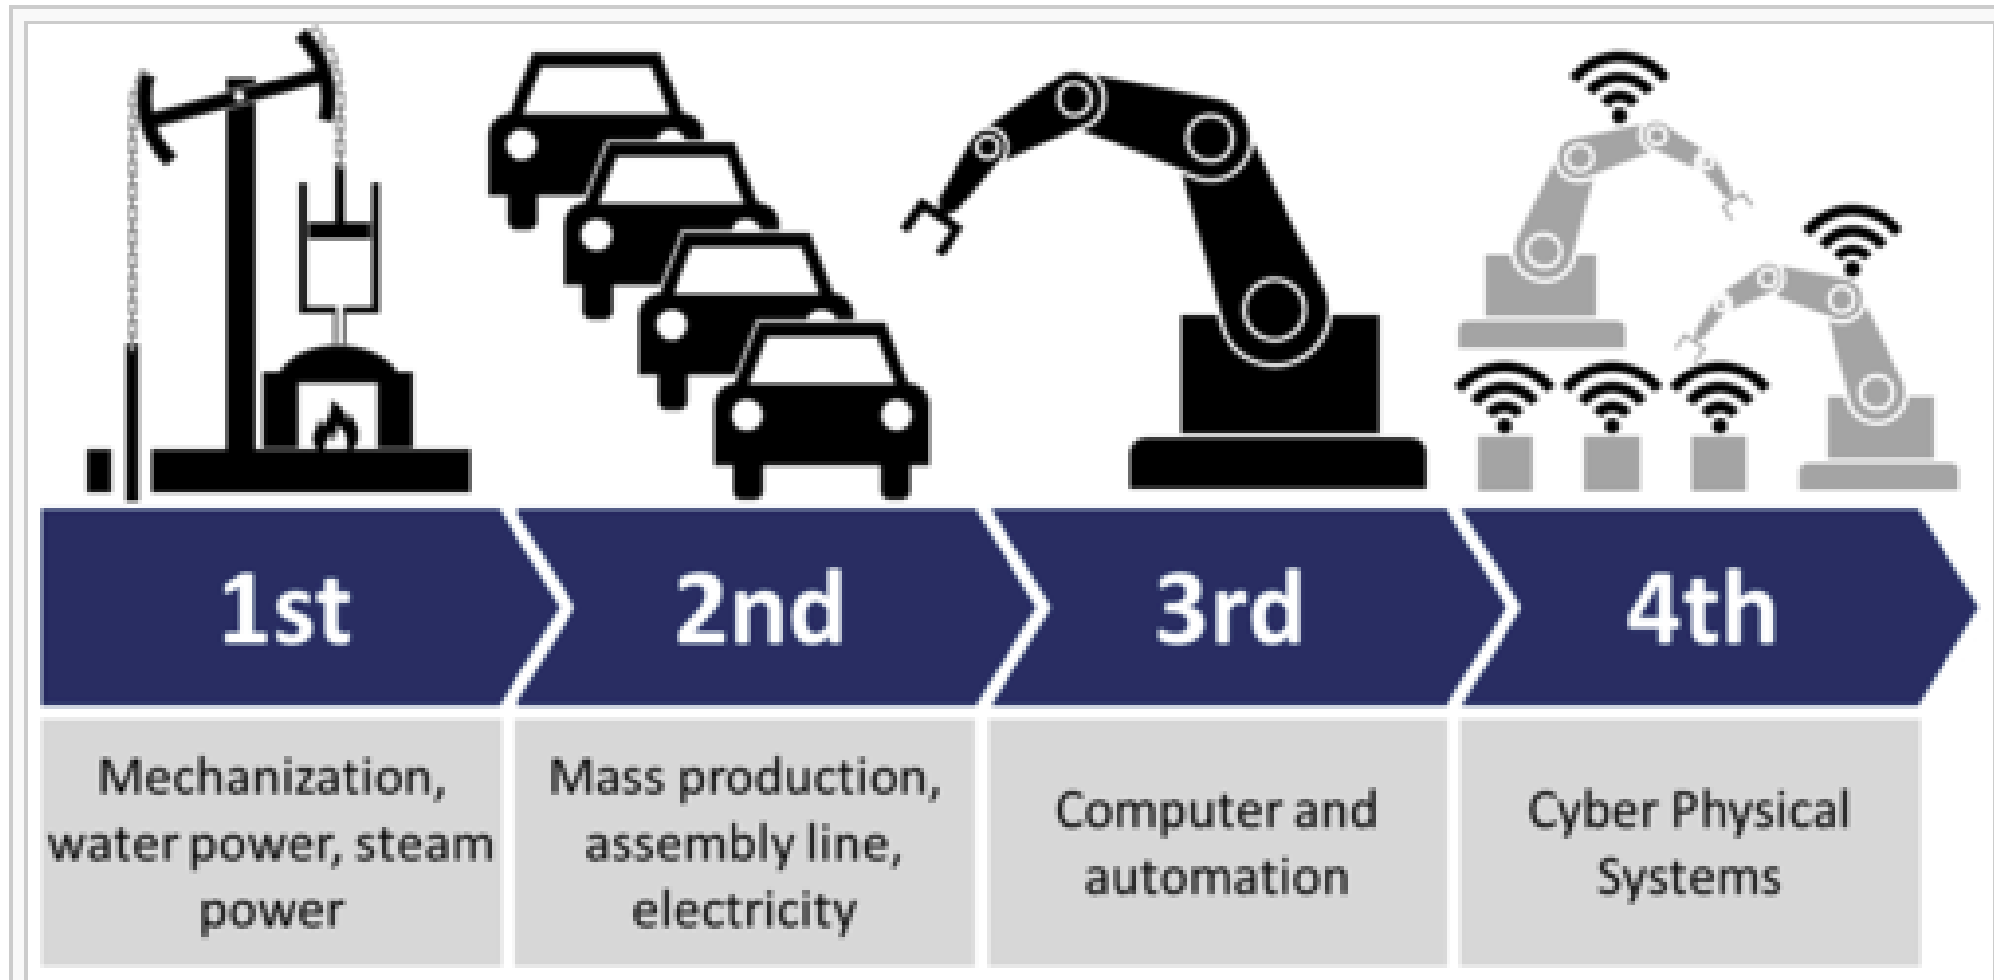 1st
2nd
3rd
4th
Mechanization,
water power, steam
power
Mass production,
assembly line,
electricity
Computer and
automation
Cyber Physical
Systems